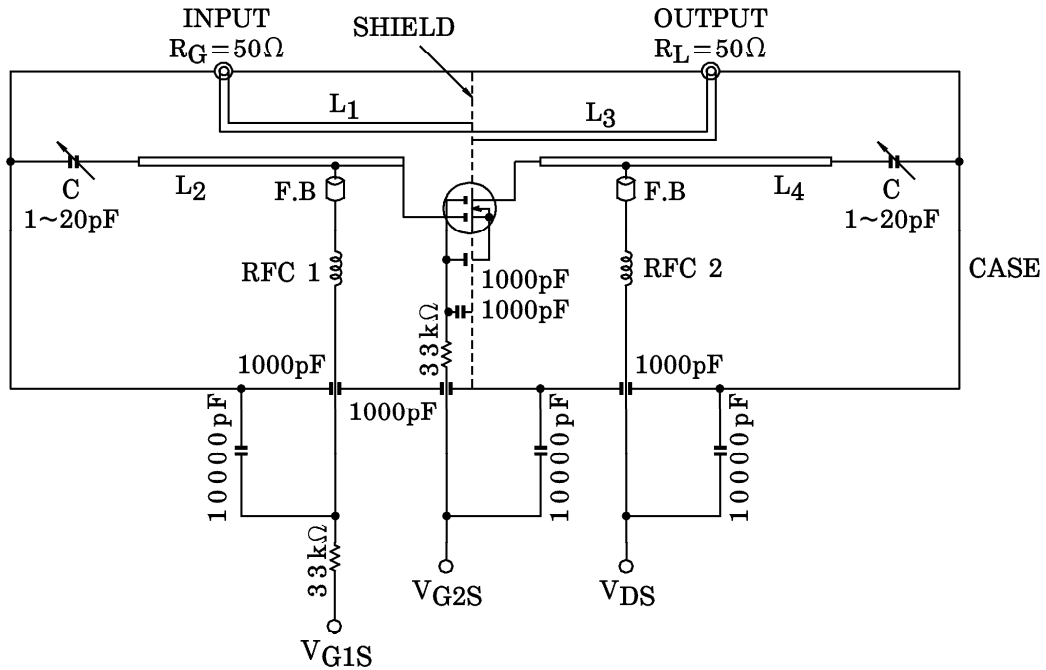 INPUT
R_G=50Ω
SHIELD
OUTPUT
R_L=50Ω
L1
L3
C
1~20pF
L2
F.B
F.B
L4
C
1~20pF
RFC 1
1000pF
RFC 2
CASE
1000pF
33kΩ
1000pF
1000pF
1000pF
10000pF
10000pF
10000pF
33kΩ
V_G2S
V_DS
V_G1S